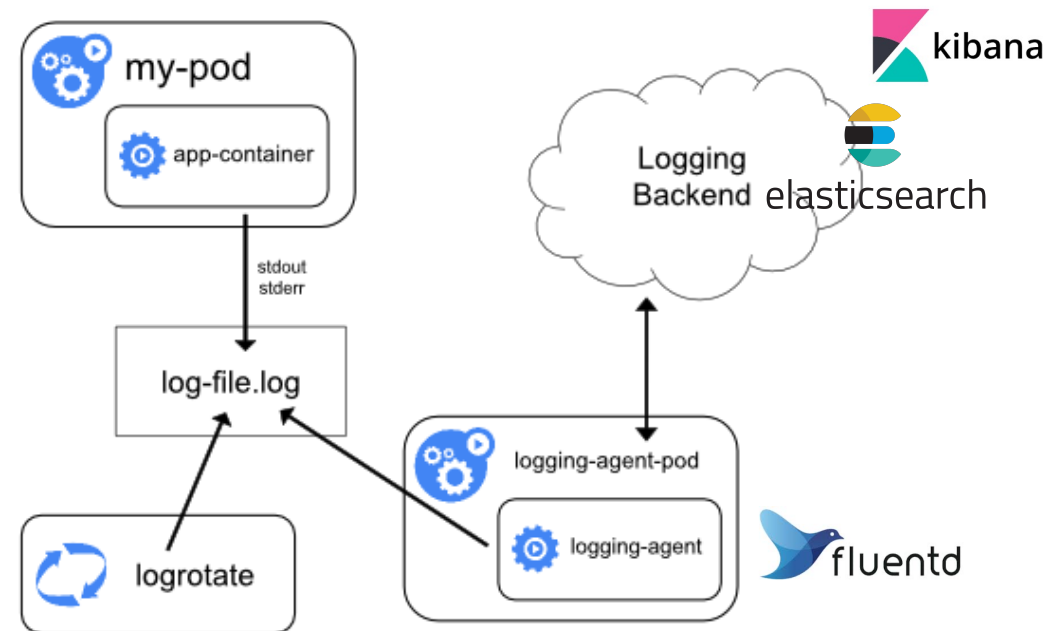 my-pod
app-container
stdout
stderr
log-file.log
logrotate
kibana
Logging
Backend
elasticsearch
logging-agent-pod
logging-agent
fluentd